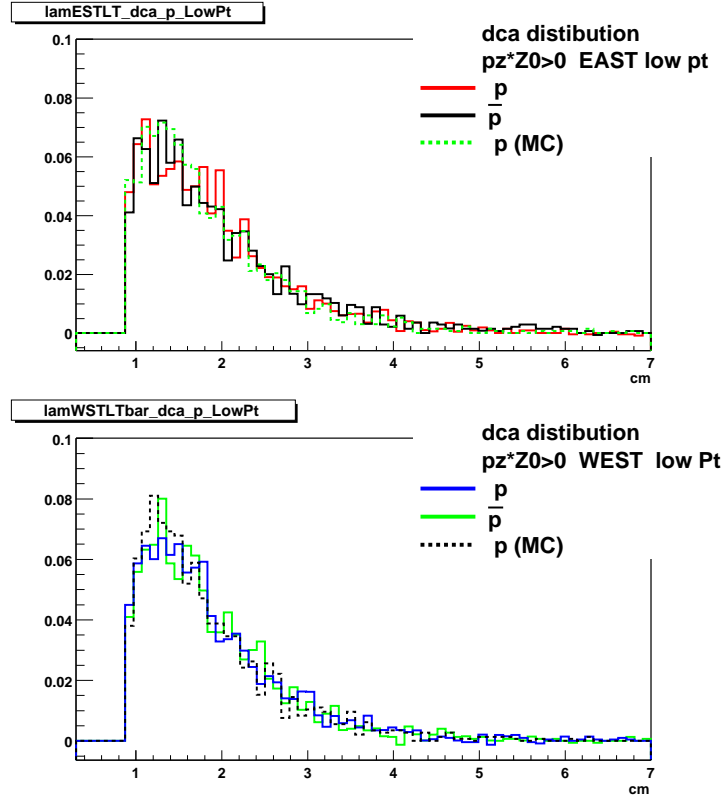 lamESTLT_dca_p_LowPt
dca distibution
pz*Z0>0 EAST low pt
p
p̅
p (MC)
0.1
0.08
0.06
0.04
0.02
0
1 2 3 4 5 6 7
cm
lamWSTLTbar_dca_p_LowPt
dca distibution
pz*Z0>0 WEST low Pt
p
p̅
p (MC)
0.1
0.08
0.06
0.04
0.02
0
1 2 3 4 5 6 7
cm